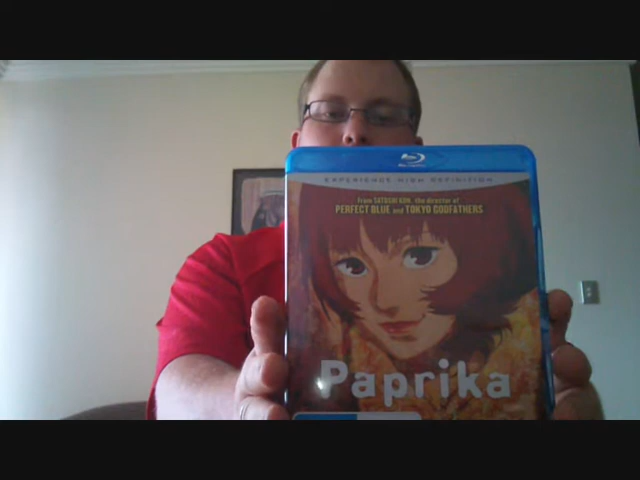 EXPERIENCE HIGH DEFINITION
From SATOSHI KON, the director of
PERFECT BLUE and TOKYO GODFATHERS
Paprika